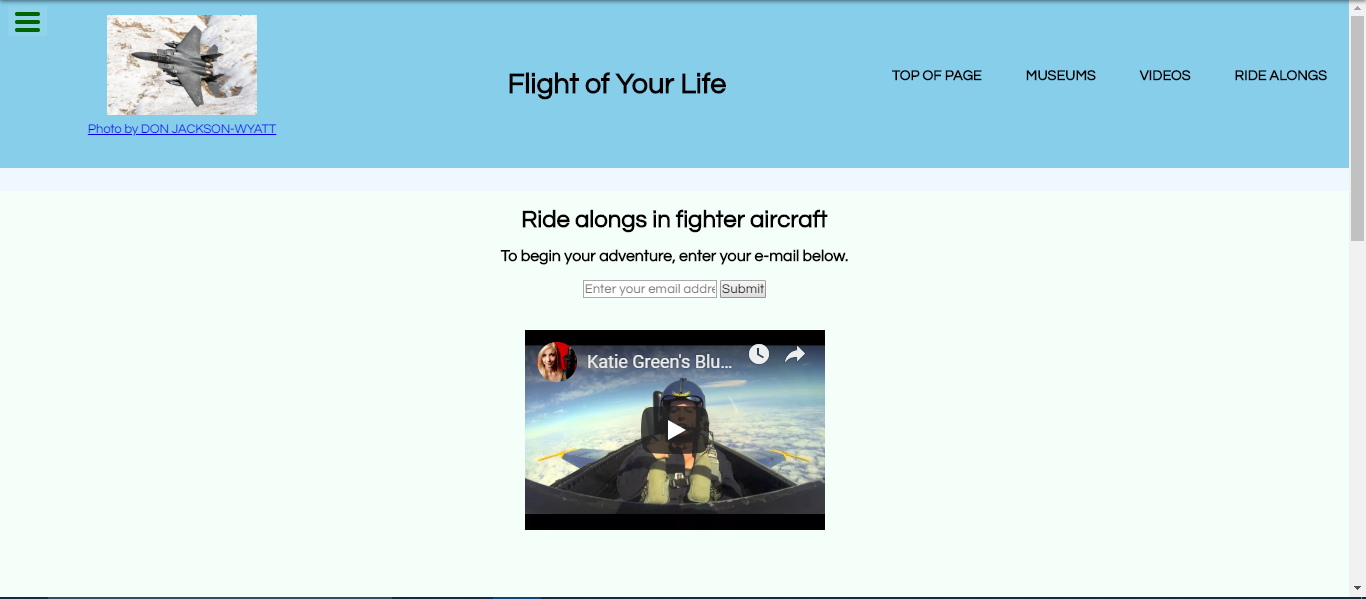 Photo by DON JACKSON-WYATT
Flight of Your Life
TOP OF PAGE MUSEUMS VIDEOS RIDE ALONGS
Ride alongs in fighter aircraft
To begin your adventure, enter your e-mail below.
Enter your email addre Submit
Katie Green's Blu...